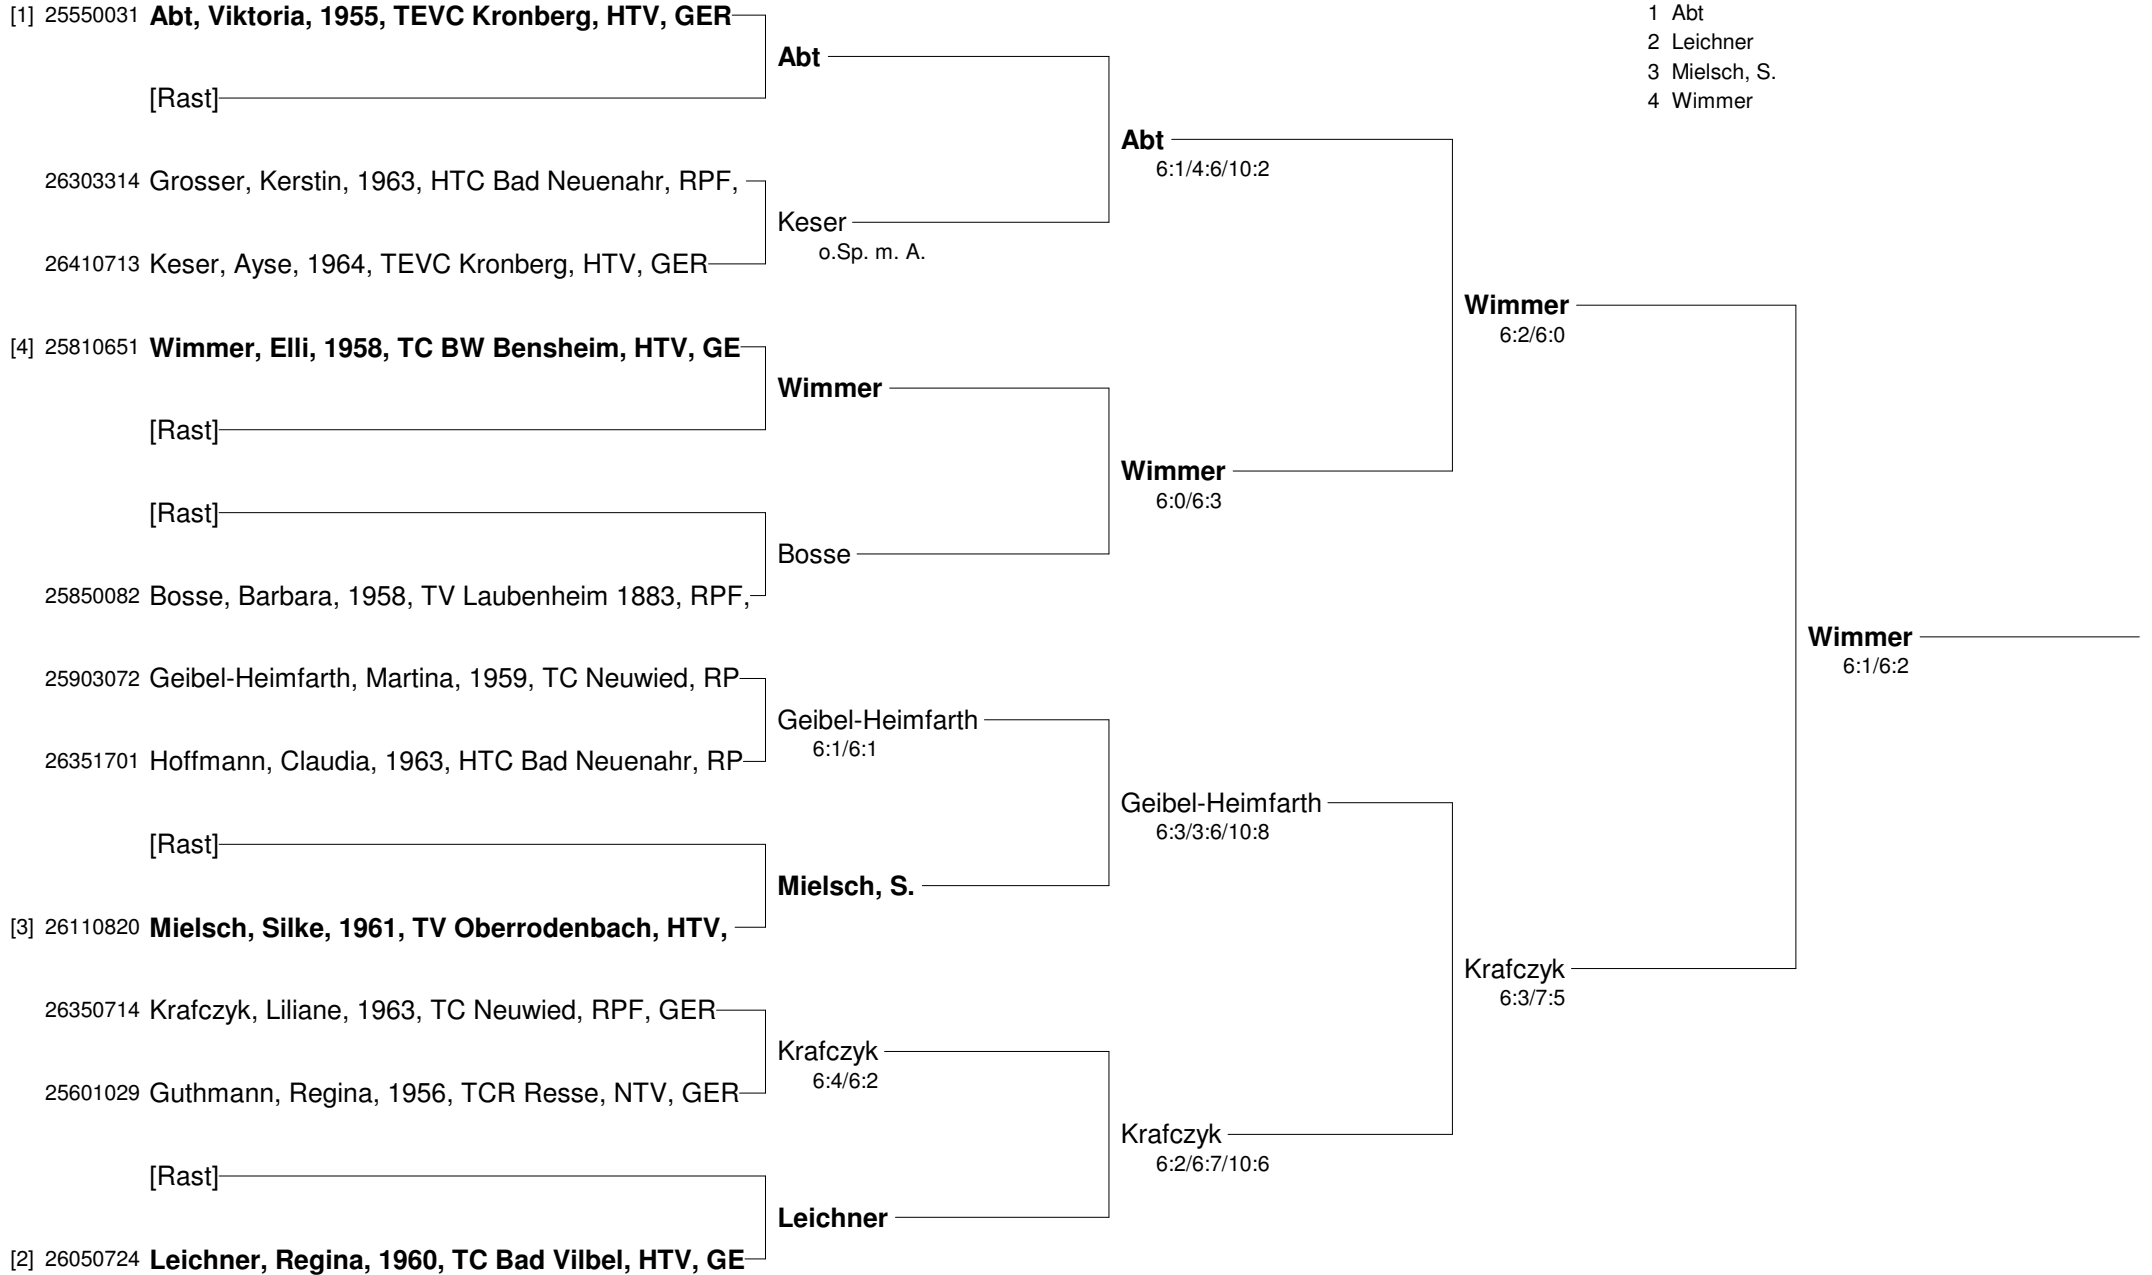 [1] 25550031 Abt, Viktoria, 1955, TEVC Kronberg, HTV, GER
[Rast]
26303314 Grosser, Kerstin, 1963, HTC Bad Neuenahr, RPF,
26410713 Keser, Ayse, 1964, TEVC Kronberg, HTV, GER
[4] 25810651 Wimmer, Elli, 1958, TC BW Bensheim, HTV, GE
[Rast]
[Rast]
25850082 Bosse, Barbara, 1958, TV Laubenheim 1883, RPF,
25903072 Geibel-Heimfarth, Martina, 1959, TC Neuwied, RP
26351701 Hoffmann, Claudia, 1963, HTC Bad Neuenahr, RP
[Rast]
[3] 26110820 Mielsch, Silke, 1961, TV Oberrodenbach, HTV,
26350714 Krafczyk, Liliane, 1963, TC Neuwied, RPF, GER
25601029 Guthmann, Regina, 1956, TCR Resse, NTV, GER
[Rast]
[2] 26050724 Leichner, Regina, 1960, TC Bad Vilbel, HTV, GE
Abt
Keser
o.Sp. m. A.
Wimmer
Bosse
Geibel-Heimfarth
6:1/6:1
Mielsch, S.
Krafczyk
6:4/6:2
Leichner
Abt
6:1/4:6/10:2
Wimmer
6:0/6:3
Geibel-Heimfarth
6:3/3:6/10:8
Krafczyk
6:2/6:7/10:6
Wimmer
6:2/6:0
Krafczyk
6:3/7:5
Wimmer
6:1/6:2
1 Abt
2 Leichner
3 Mielsch, S.
4 Wimmer